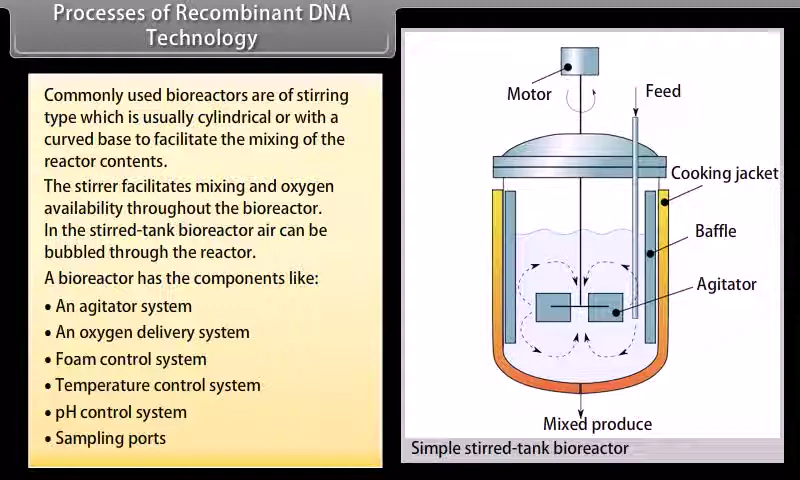 Processes of Recombinant DNA
Technology
Commonly used bioreactors are of stirring
type which is usually cylindrical or with a
curved base to facilitate the mixing of the
reactor contents.
The stirrer facilitates mixing and oxygen
availability throughout the bioreactor.
In the stirred-tank bioreactor air can be
bubbled through the reactor.
A bioreactor has the components like:
• An agitator system
• An oxygen delivery system
• Foam control system
• Temperature control system
• pH control system
• Sampling ports
Motor
Feed
Cooking jacket
Baffle
Agitator
Mixed produce
Simple stirred-tank bioreactor